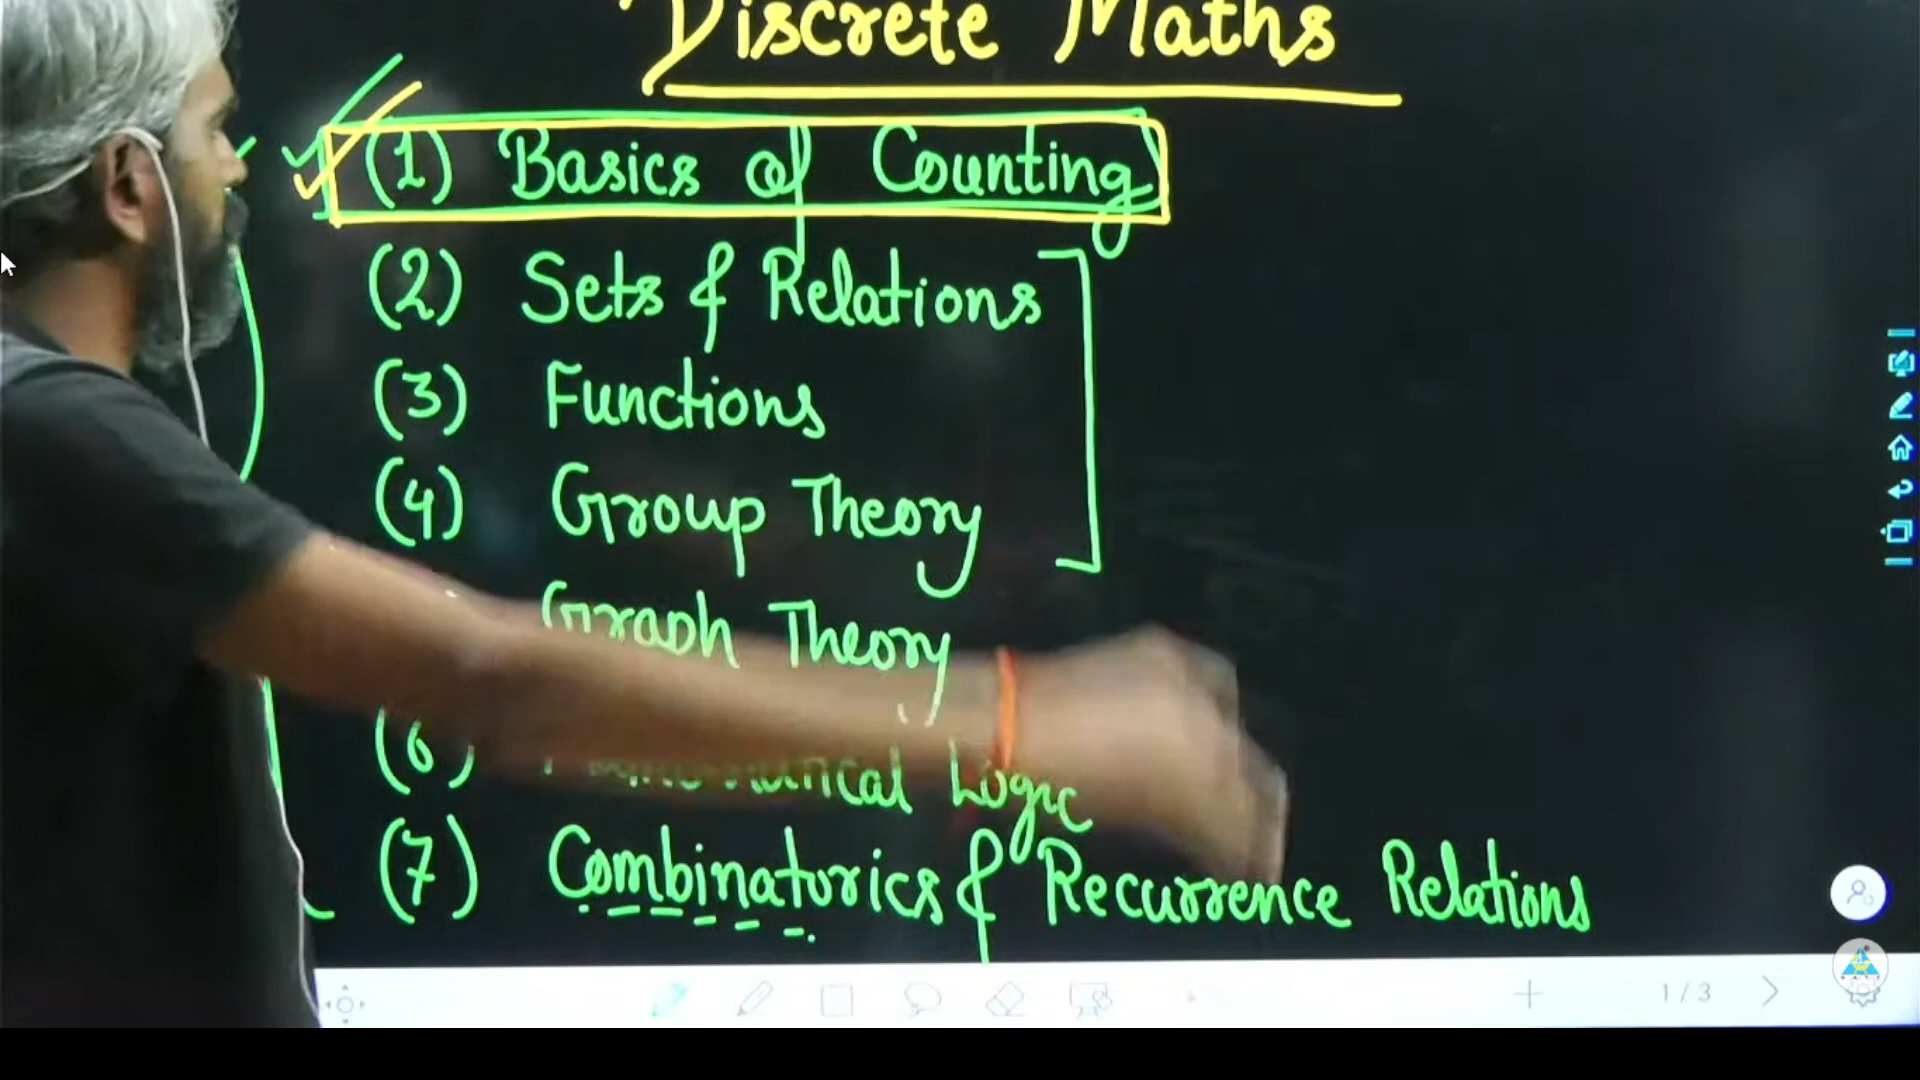 Discrete Maths
(1) Basics of Counting
(2) Sets & Relations
(3) Functions
(4) Group Theory
Graph Theory
(6) Logic
(7) Combinatorics & Recurrence Relations
1/3